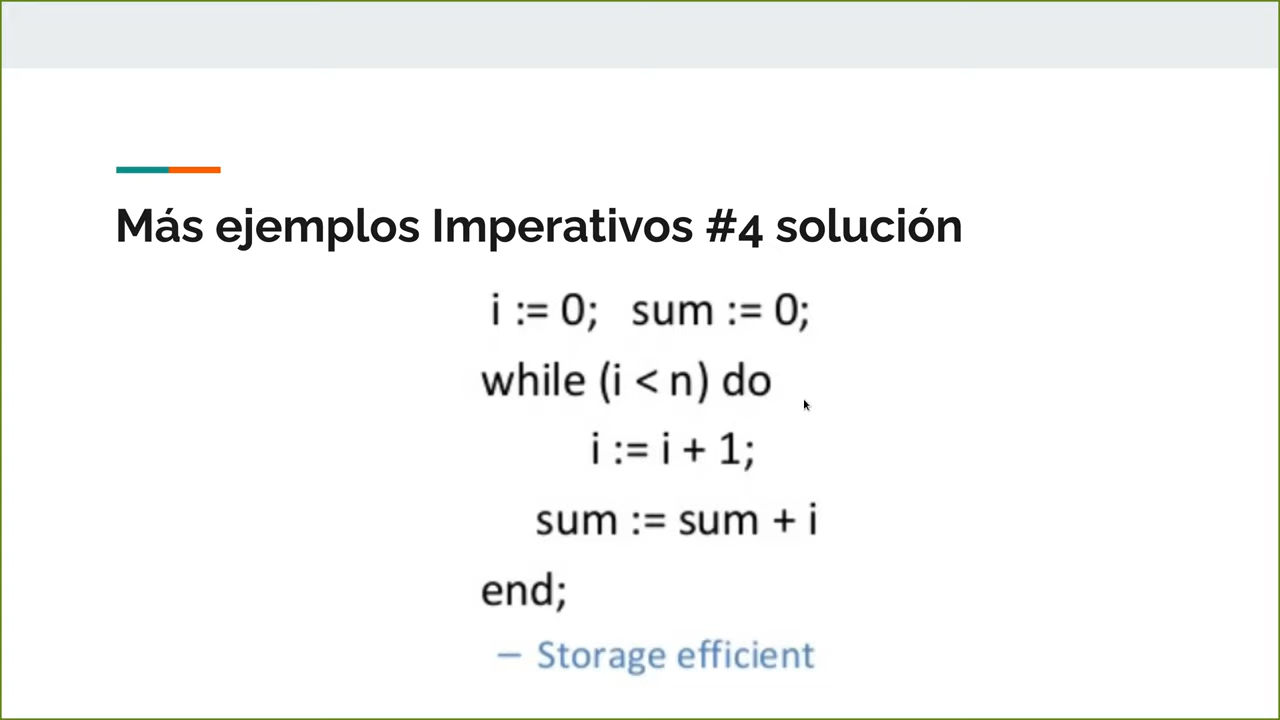 Más ejemplos Imperativos #4 solución
i := 0; sum := 0;
while (i < n) do
i := i + 1;
sum := sum + i
end;
– Storage efficient